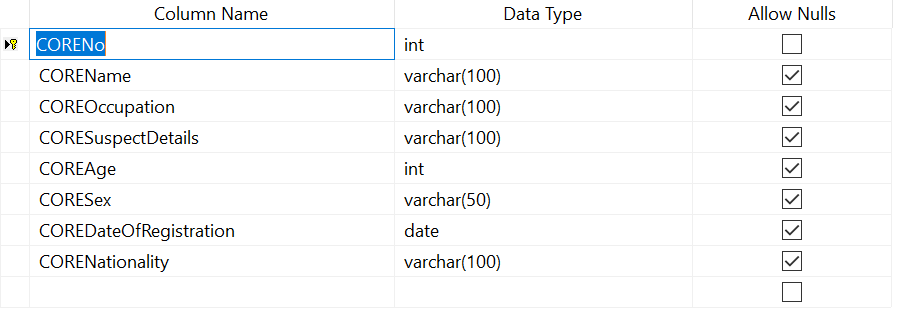 Column Name Data Type Allow Nulls
CORENo int
COREName varchar(100)
COREOccupation varchar(100)
CORESuspectDetails varchar(100)
COREAge int
CORESex varchar(50)
COREDateOfRegistration date
CORENationality varchar(100)